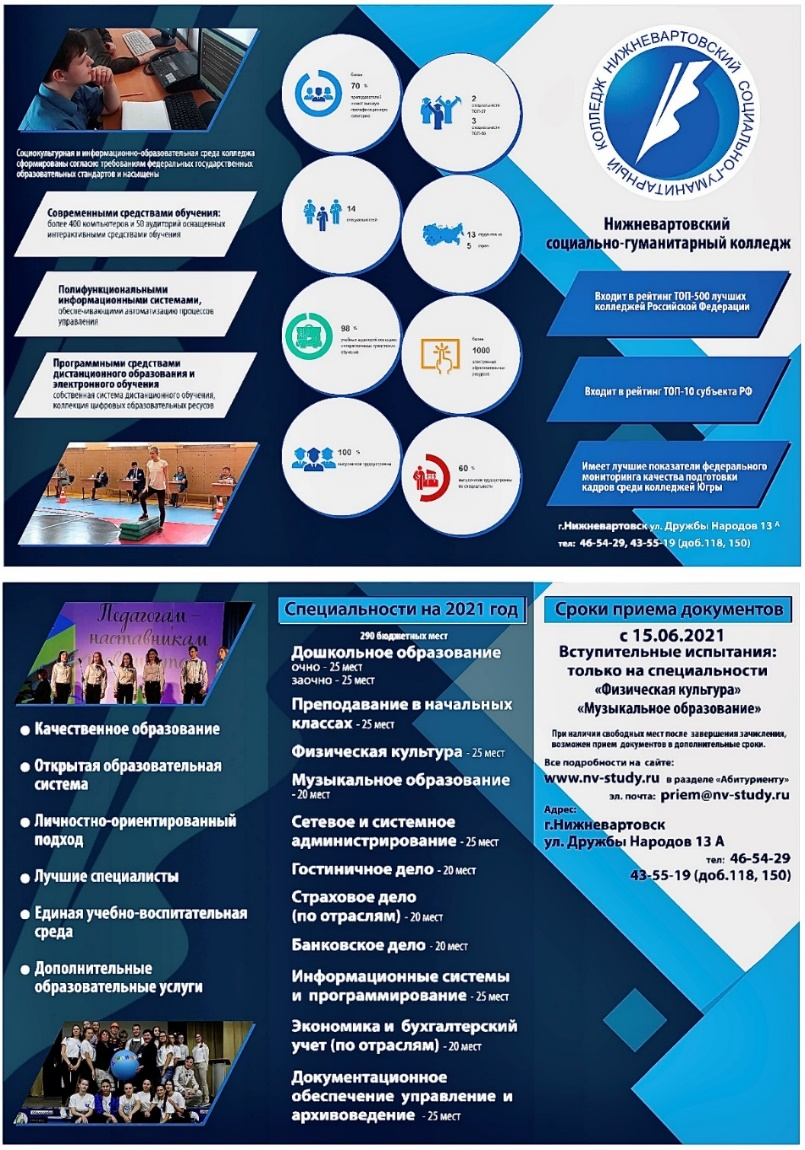 Социокультурная и информационно-образовательная среда колледжа
сформированы согласно требованиям федеральных государственных
образовательных стандартов и насыщены
Современными средствами обучения:
более 400 компьютеров и 50 аудиторий оснащенных
интерактивными средствами обучения
Полифункциональными
информационными системами,
обеспечивающими автоматизацию процессов
управления
Программными средствами
дистанционного образования и
электронного обучения
собственная система дистанционного обучения,
коллекция цифровых образовательных ресурсов
более
70 %
преподавателей
2
специальности
ТОП-27
3
специальности
ТОП-50
14
специальностей
13
5
98 %
более
1000
100 %
60 %
НИЖНЕВАРТОВСКИЙ СОЦИАЛЬНО-ГУМАНИТАРНЫЙ КОЛЛЕДЖ
Нижневартовский
социально-гуманитарный колледж
Входит в рейтинг ТОП-500 лучших
колледжей Российской Федерации
Входит в рейтинг ТОП-10 субъекта РФ
Имеет лучшие показатели федерального
мониторинга качества подготовки
кадров среди колледжей Югры
г.Нижневартовск ул. Дружбы Народов 13 А
тел: 46-54-29, 43-55-19 (доб.118, 150)
Педагогам –
наставникам
Качественное образование
Открытая образовательная
система
Личностно-ориентированный
подход
Лучшие специалисты
Единая учебно-воспитательная
среда
Дополнительные
образовательные услуги
Специальности на 2021 год
290 бюджетных мест
Дошкольное образование
очно - 25 мест
заочно - 25 мест
Преподавание в начальных
классах - 25 мест
Физическая культура - 25 мест
Музыкальное образование
- 20 мест
Сетевое и системное
администрирование - 25 мест
Гостиничное дело - 20 мест
Страховое дело
(по отраслям) - 20 мест
Банковское дело - 20 мест
Информационные системы
и программирование - 25 мест
Экономика и бухгалтерский
учет (по отраслям) - 20 мест
Документационное
обеспечение управление и
архивоведение - 25 мест
Сроки приема документов
с 15.06.2021
Вступительные испытания:
только на специальности
«Физическая культура»
«Музыкальное образование»
При наличии свободных мест после завершения зачисления,
возможен прием документов в дополнительные сроки.
Все подробности на сайте:
www.nv-study.ru в разделе «Абитуриенту»
эл. почта: priem@nv-study.ru
Адрес:
г.Нижневартовск
ул. Дружбы Народов 13 А
тел: 46-54-29
43-55-19 (доб.118, 150)